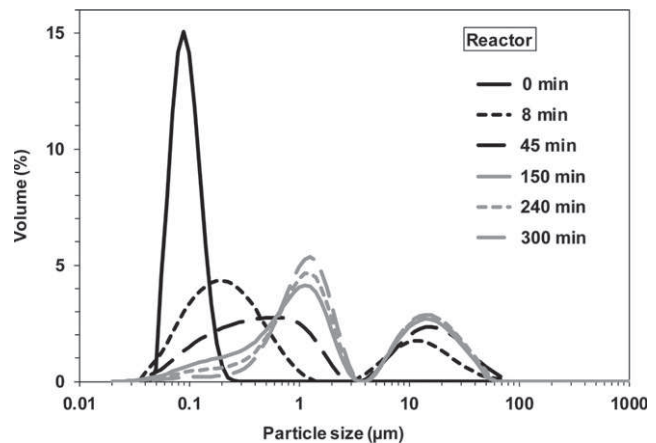 Reactor
0 min
8 min
45 min
150 min
240 min
300 min
Volume (%)
15
10
5
0
0.01 0.1 1 10 100 1000
Particle size (µm)